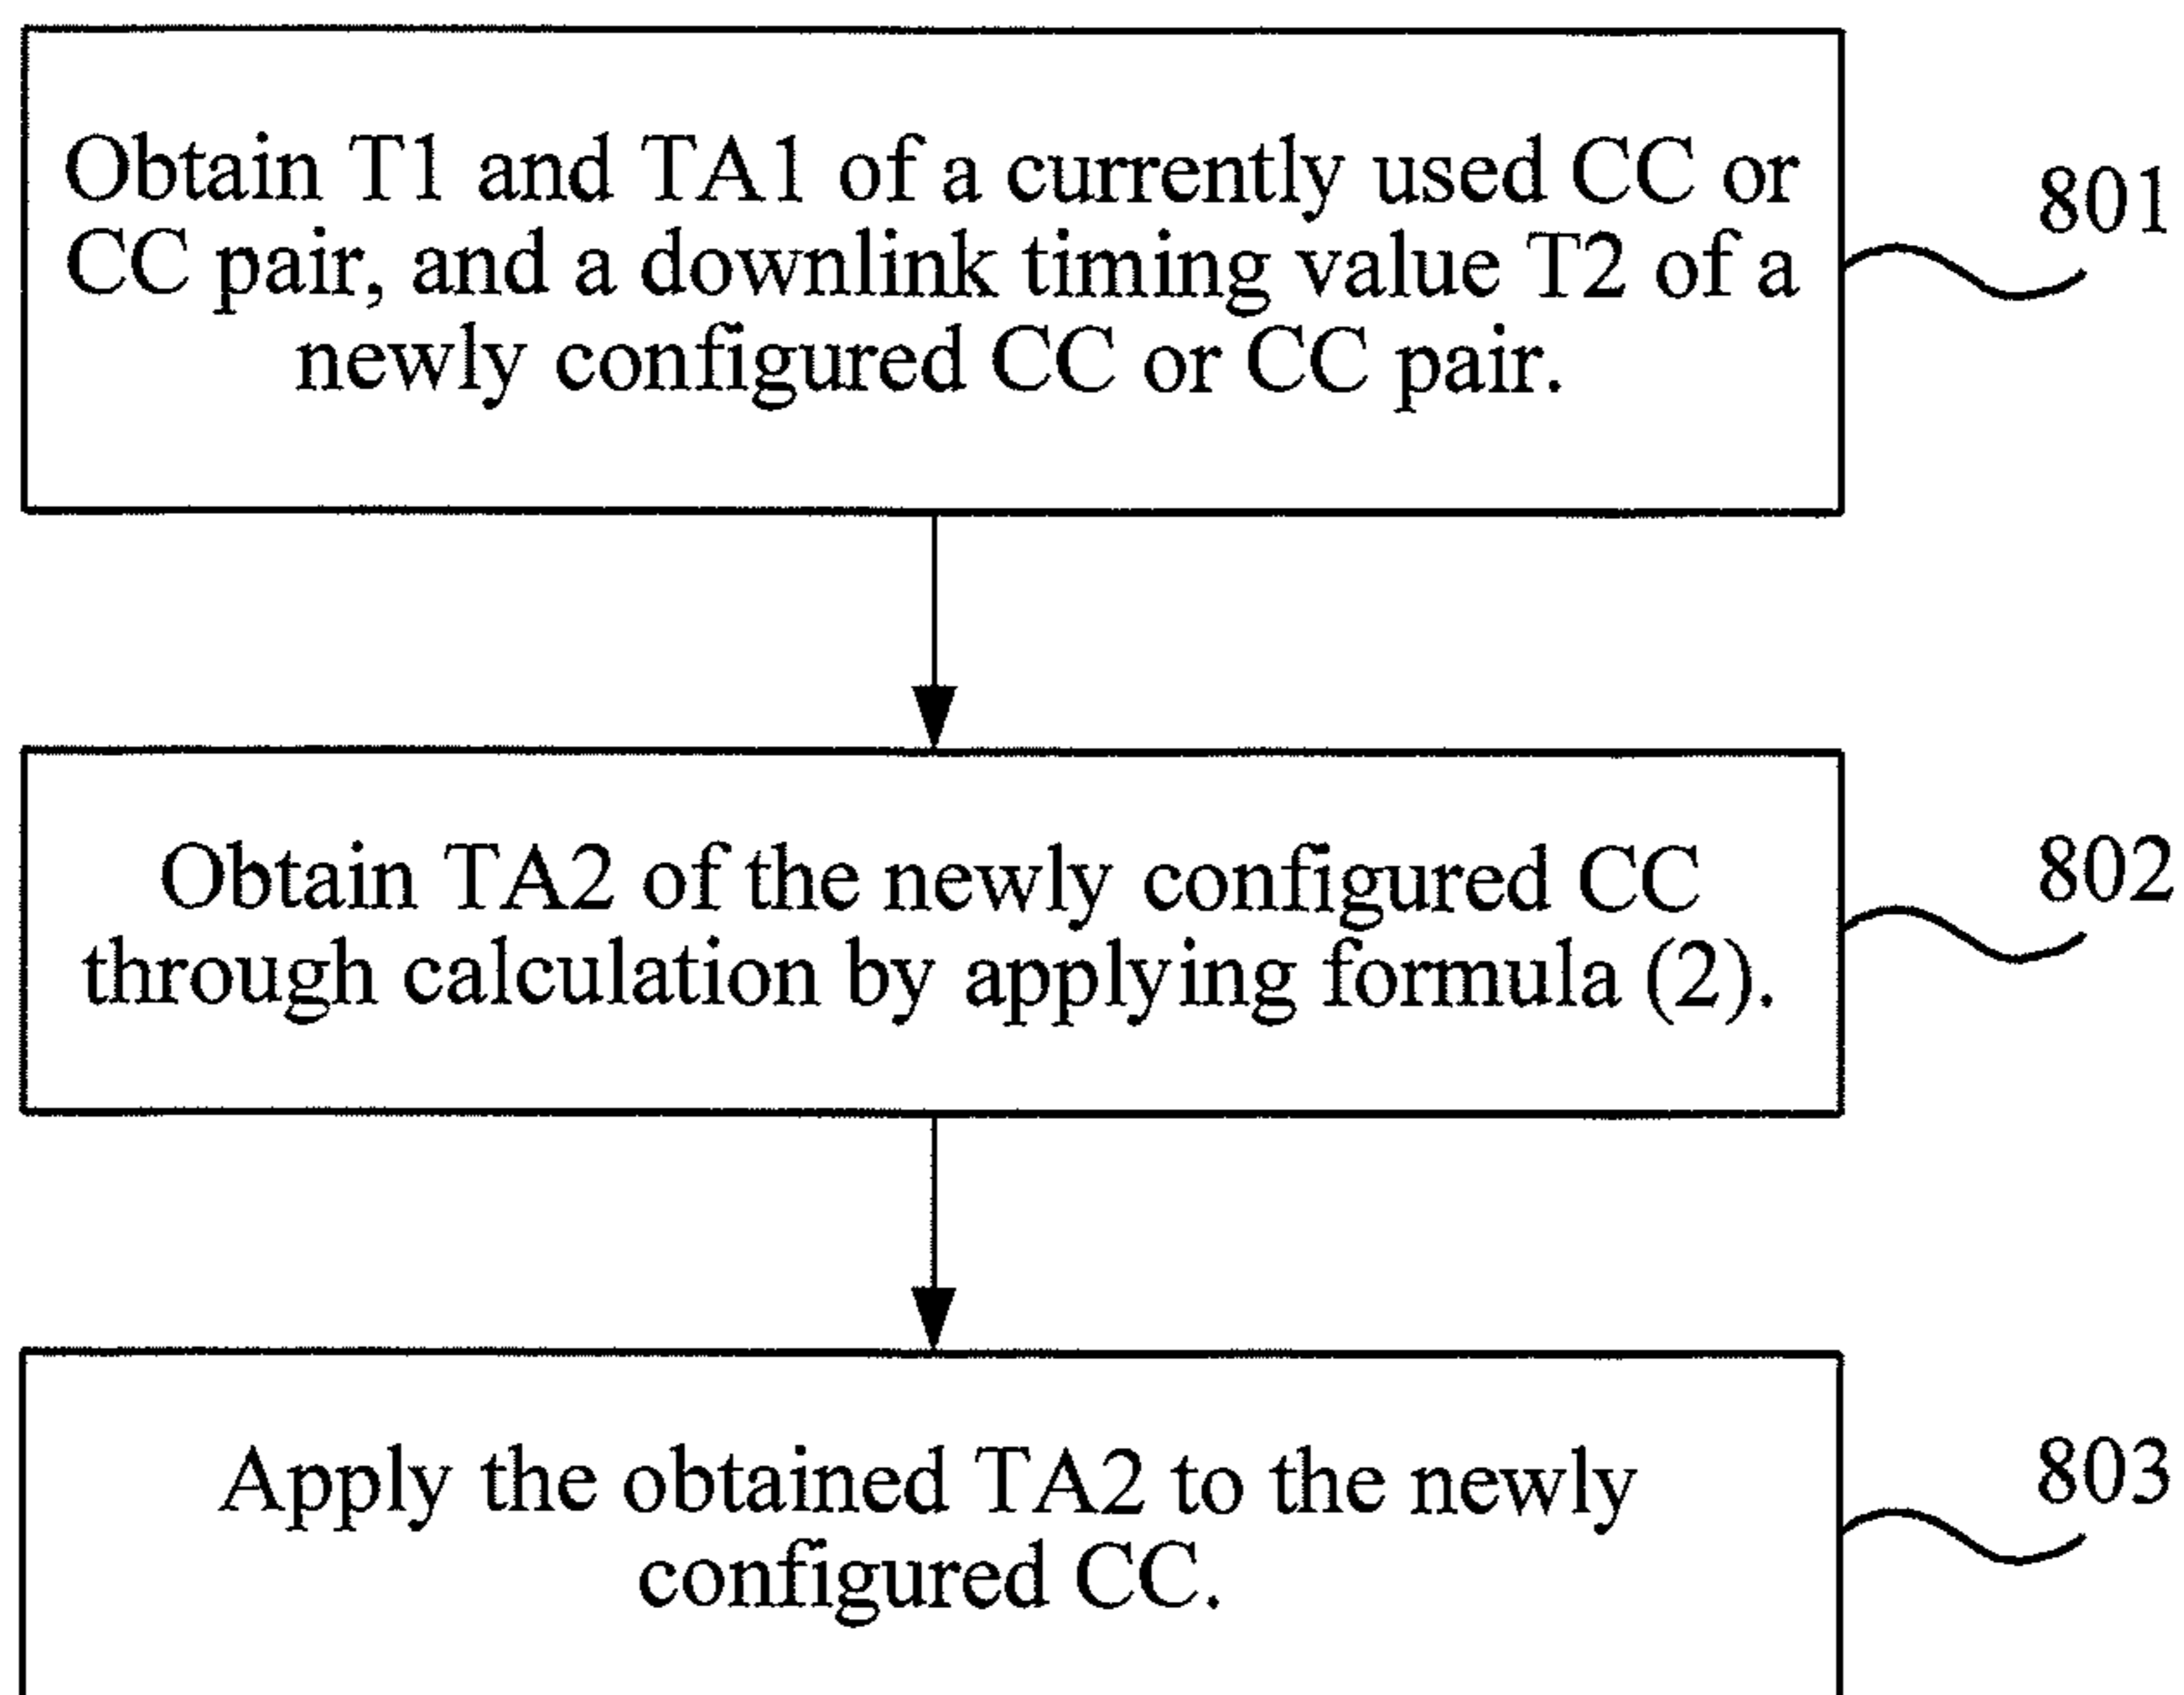 Obtain T1 and TA1 of a currently used CC or
CC pair, and a downlink timing value T2 of a
newly configured CC or CC pair.
801
Obtain TA2 of the newly configured CC
through calculation by applying formula (2).
802
Apply the obtained TA2 to the newly
configured CC.
803